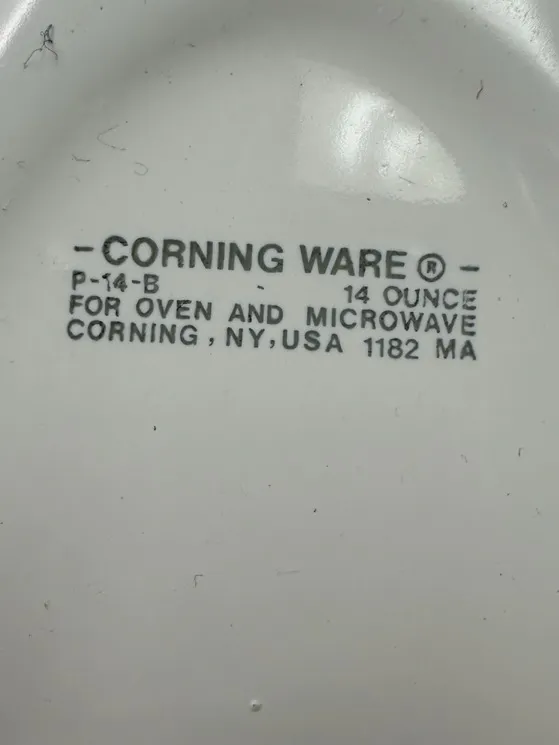 - CORNING WARE ® -
P-14-B - 14 OUNCE
FOR OVEN AND MICROWAVE
CORNING, NY, USA 1182 MA